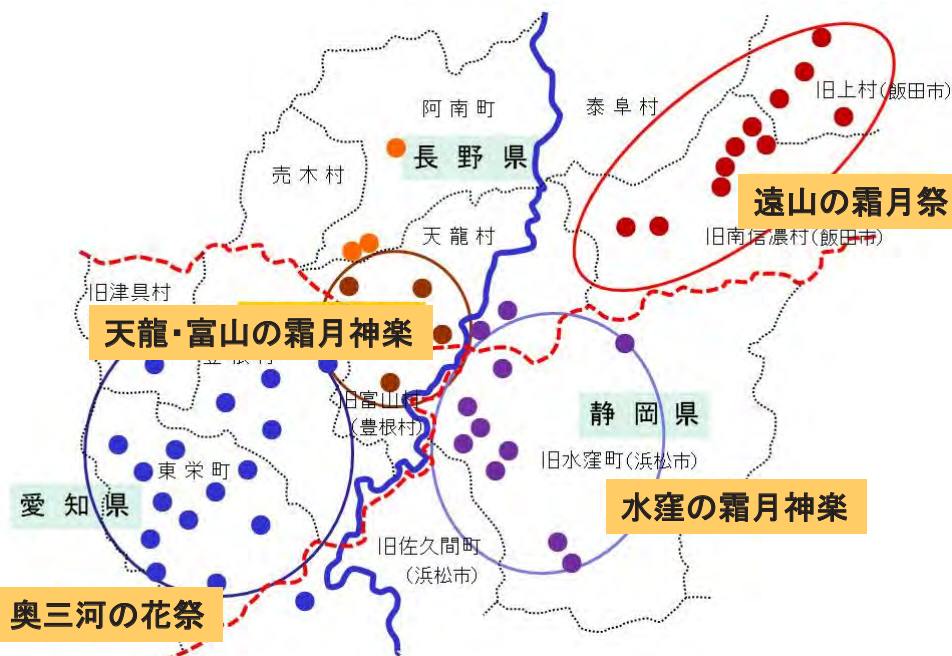 阿南町
泰阜村
旧上村(飯田市)
長野県
売木村
遠山の霜月祭
天龍村
旧南信濃村(飯田市)
旧津具村
天龍・富山の霜月神楽
旧富山村
(豊根村)
静岡県
東栄町
旧水窪町(浜松市)
愛知県
水窪の霜月神楽
旧佐久間町
(浜松市)
奥三河の花祭